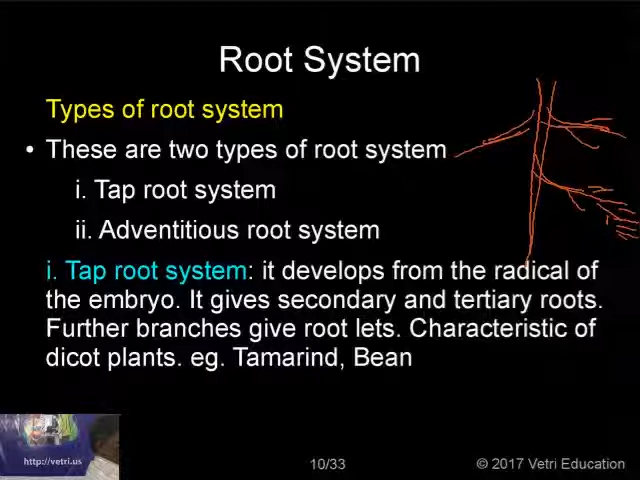 Root System
Types of root system
• These are two types of root system
i. Tap root system
ii. Adventitious root system
i. Tap root system: it develops from the radical of
the embryo. It gives secondary and tertiary roots.
Further branches give root lets. Characteristic of
dicot plants. eg. Tamarind, Bean
http://vetri.us
10/33
© 2017 Vetri Education